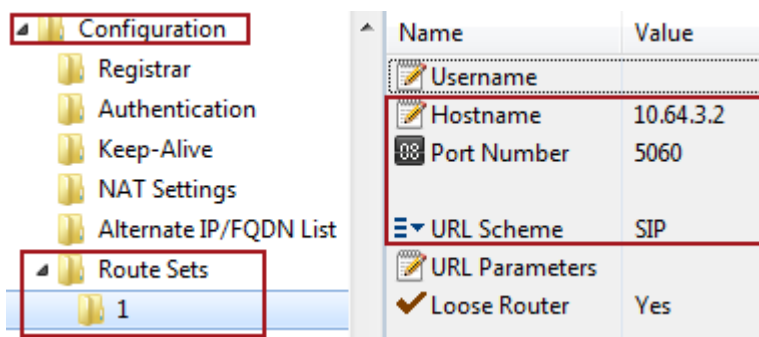 Configuration
Registrar
Authentication
Keep-Alive
NAT Settings
Alternate IP/FQDN List
Route Sets
1
Name Value
Username
Hostname 10.64.3.2
08 Port Number 5060
URL Scheme SIP
URL Parameters
Loose Router Yes